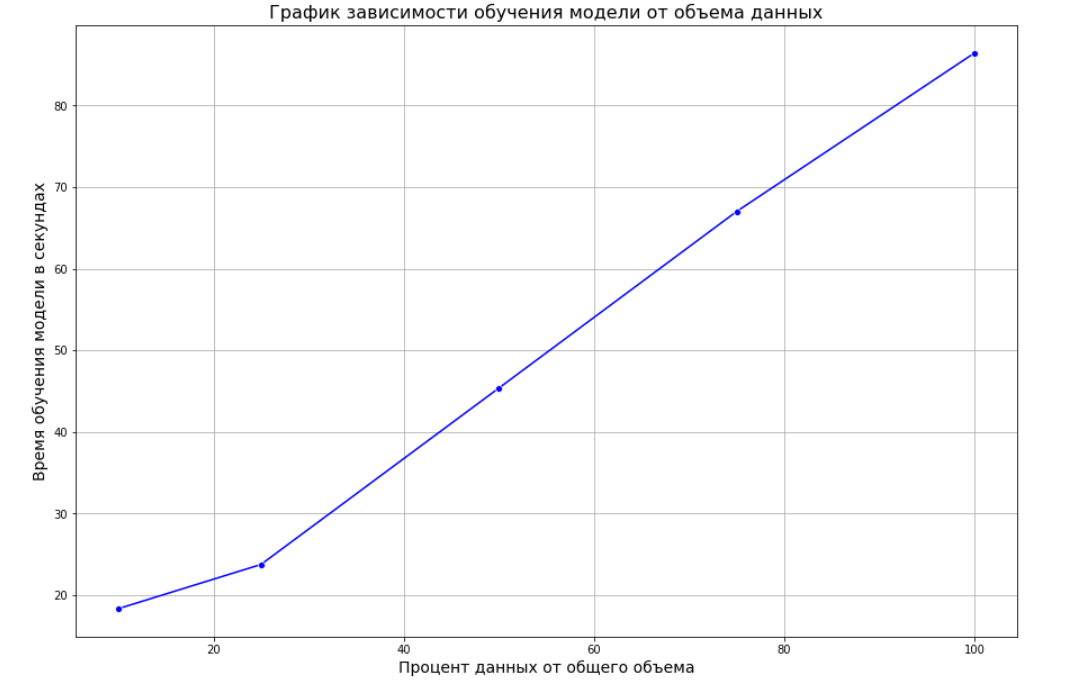 График зависимости обучения модели от объема данных
Время обучения модели в секундах
80
70
60
50
40
30
20
20 40 60 80 100
Процент данных от общего объема